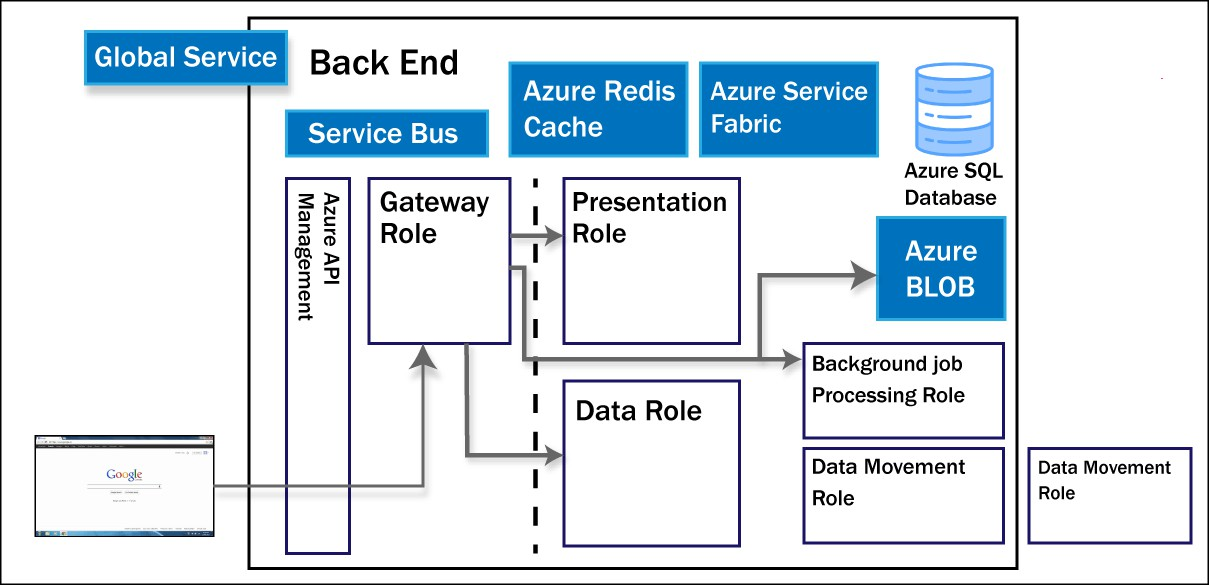 Global Service
Back End
Service Bus
Azure Redis
Cache
Azure Service
Fabric
Azure SQL
Database
Azure API
Management
Gateway
Role
Presentation
Role
Azure
BLOB
Background job
Processing Role
Data Role
Data Movement
Role
Data Movement
Role
Google